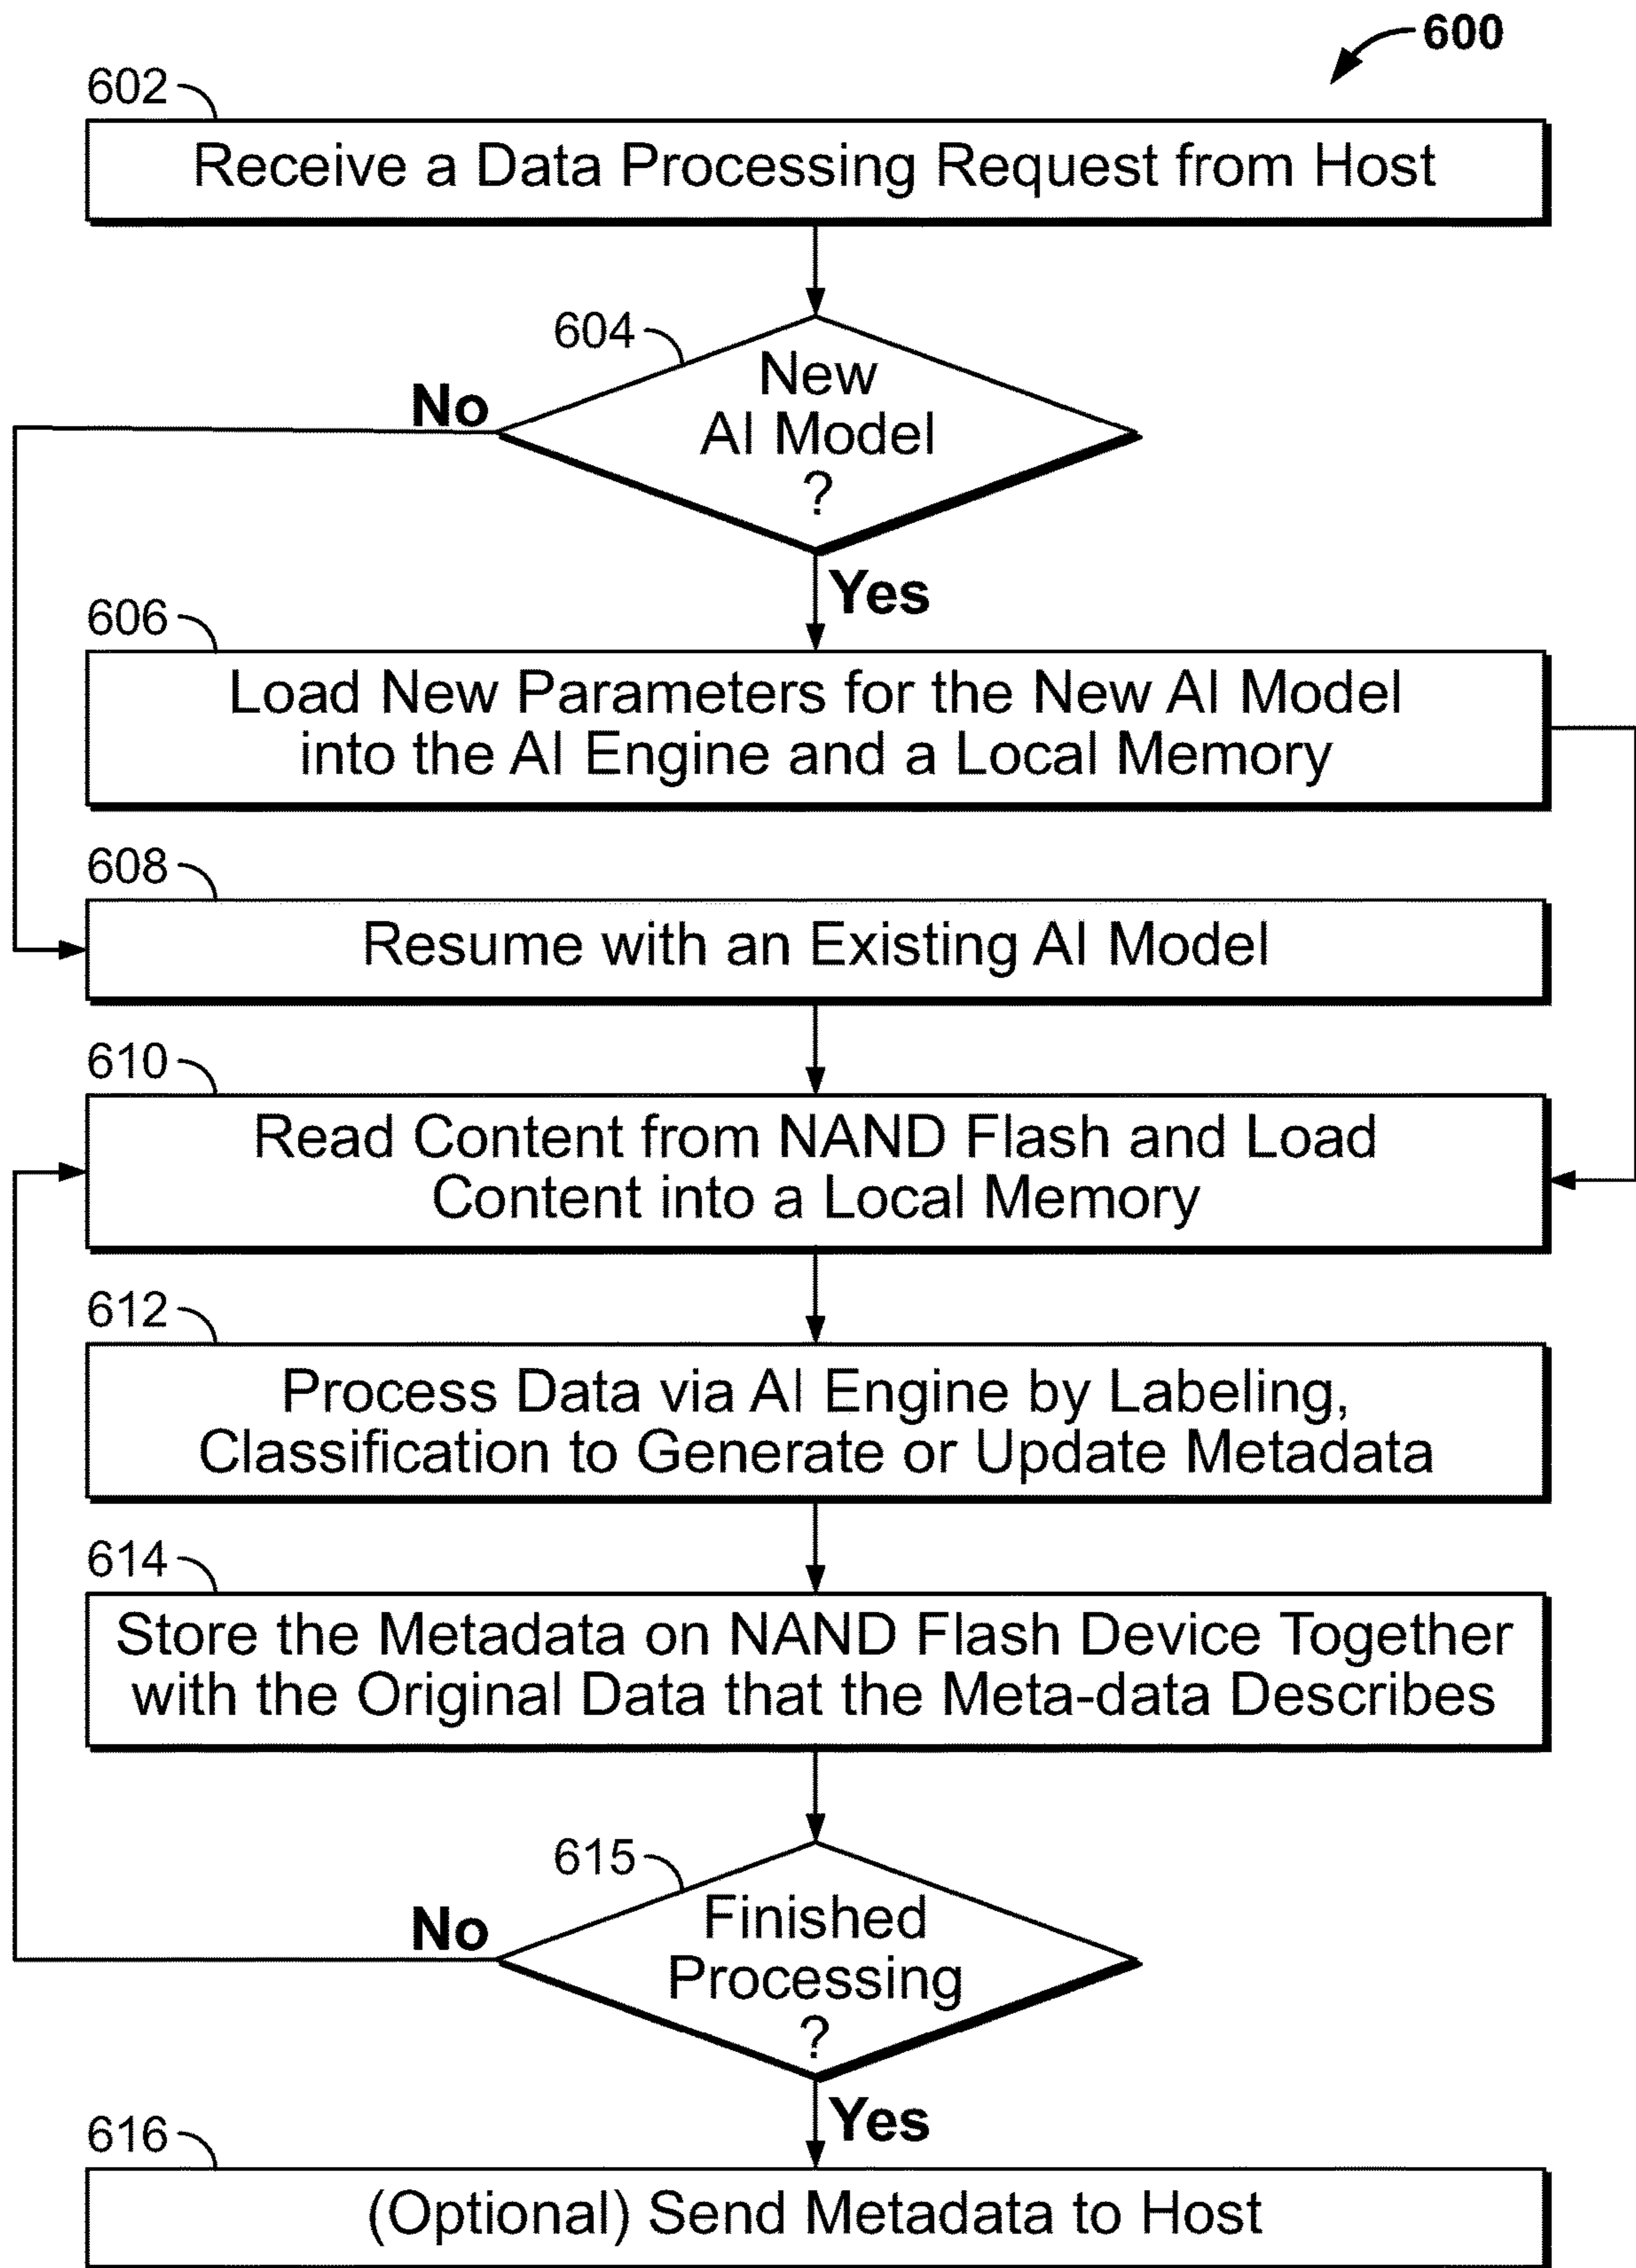 600
602
Receive a Data Processing Request from Host
604
New
AI Model
?
No
Yes
606
Load New Parameters for the New AI Model
into the AI Engine and a Local Memory
608
Resume with an Existing AI Model
610
Read Content from NAND Flash and Load
Content into a Local Memory
612
Process Data via AI Engine by Labeling,
Classification to Generate or Update Metadata
614
Store the Metadata on NAND Flash Device Together
with the Original Data that the Meta-data Describes
615
Finished
Processing
?
No
Yes
616
(Optional) Send Metadata to Host